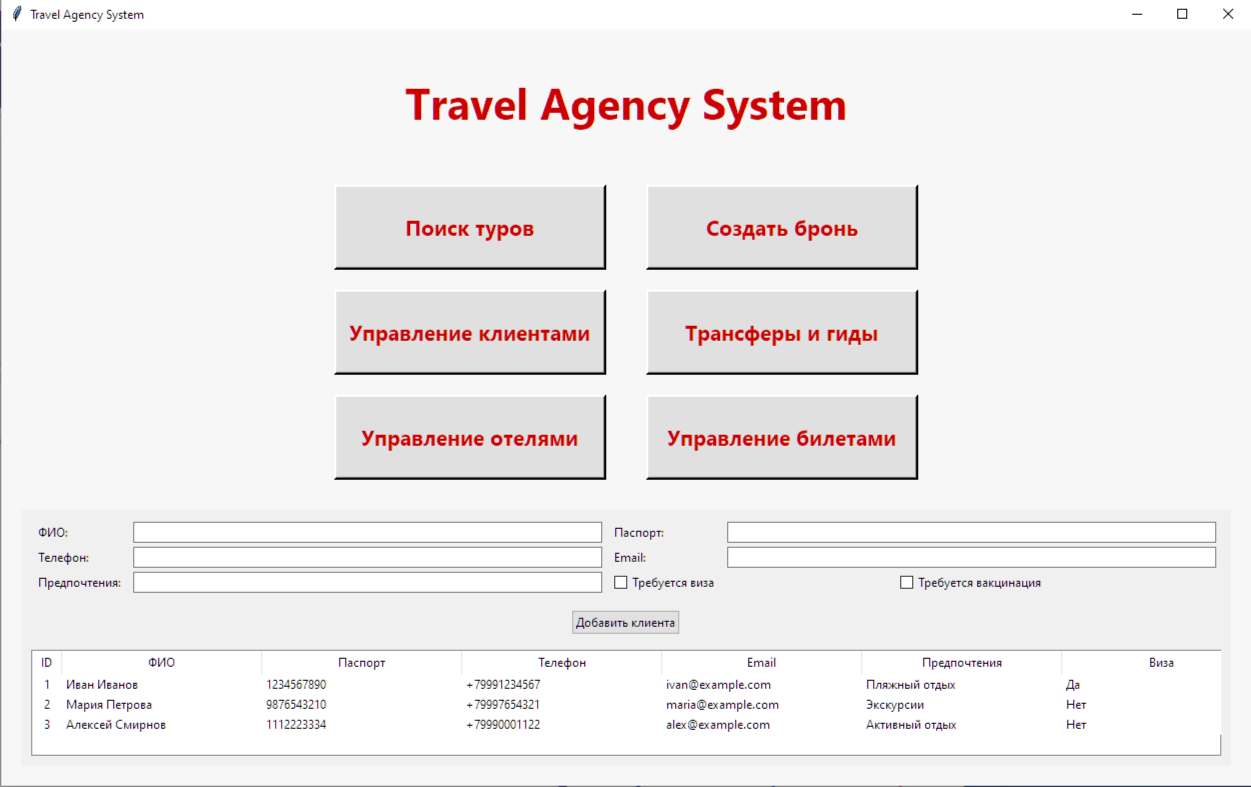 Travel Agency System
Travel Agency System
Поиск туров Создать бронь
Управление клиентами Трансферы и гиды
Управление отелями Управление билетами
ФИО: Паспорт:
Телефон: Email:
Предпочтения: Требуется виза Требуется вакцинация
Добавить клиента
ID ФИО Паспорт Телефон Email Предпочтения Виза
1 Иван Иванов 1234567890 +79991234567 ivan@example.com Пляжный отдых Да
2 Мария Петрова 9876543210 +79997654321 maria@example.com Экскурсии Нет
3 Алексей Смирнов 1112223334 +79990001122 alex@example.com Активный отдых Нет